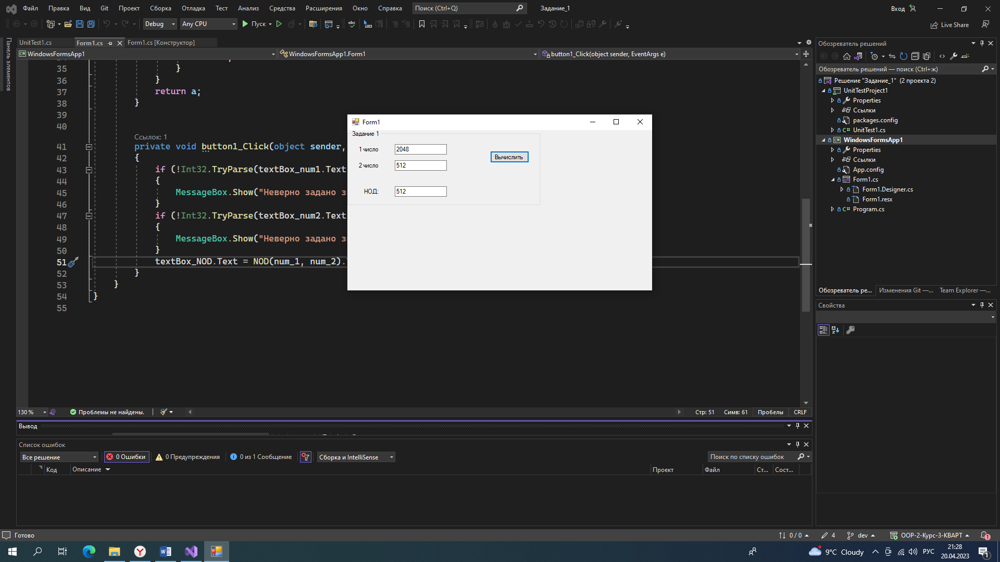 Файл Правка Вид Git Проект Сборка Отладка Тест Анализ Средства Расширения Окно Справка Поиск (Ctrl+Q) Задание_1 Вход
Debug Any CPU Пуск Live Share
Панель элементов
UnitTest1.cs Form1.cs Form1.cs [Конструктор]
WindowsFormsApp1 WindowsFormsApp1.Form1 button1_Click(object sender, EventArgs e)
35 }
36 }
37 return a;
38 }
39
40
Ссылок: 1
41 private void button1_Click(object sender,
42 {
43 if (!Int32.TryParse(textBox_num1.Text
44 {
45 MessageBox.Show("Неверно задано з
46 }
47 if (!Int32.TryParse(textBox_num2.Text
48 {
49 MessageBox.Show("Неверно задано з
50 }
51 textBox_NOD.Text = NOD(num_1, num_2).
52 }
53 }
54 }
55
Form1
Задание 1
1 число 2048
Вычислить
2 число 512
НОД: 512
130 % Проблемы не найдены. Стр: 51 Симв: 61 Пробелы CRLF
Вывод
Список ошибок
Все решение 0 Ошибки 0 Предупреждения 0 из 1 Сообщение Сборка и IntelliSense Поиск по списку ошибок
Код Описание Проект Файл Ст... Сост...
Обозреватель решений
Обозреватель решений — поиск (Ctrl+ж)
Решение "Задание_1" (2 проекта 2)
UnitTestProject1
Properties
Ссылки
packages.config
UnitTest1.cs
WindowsFormsApp1
Properties
Ссылки
App.config
Form1.cs
Form1.Designer.cs
Form1.resx
Program.cs
Обозреватель ре... Изменения Git —... Team Explorer —...
Свойства
Готово 0 / 0 4 dev OOP-2-Курс-3-КВАРТ 1
9°C Cloudy РУС 21:28
20.04.2023 1